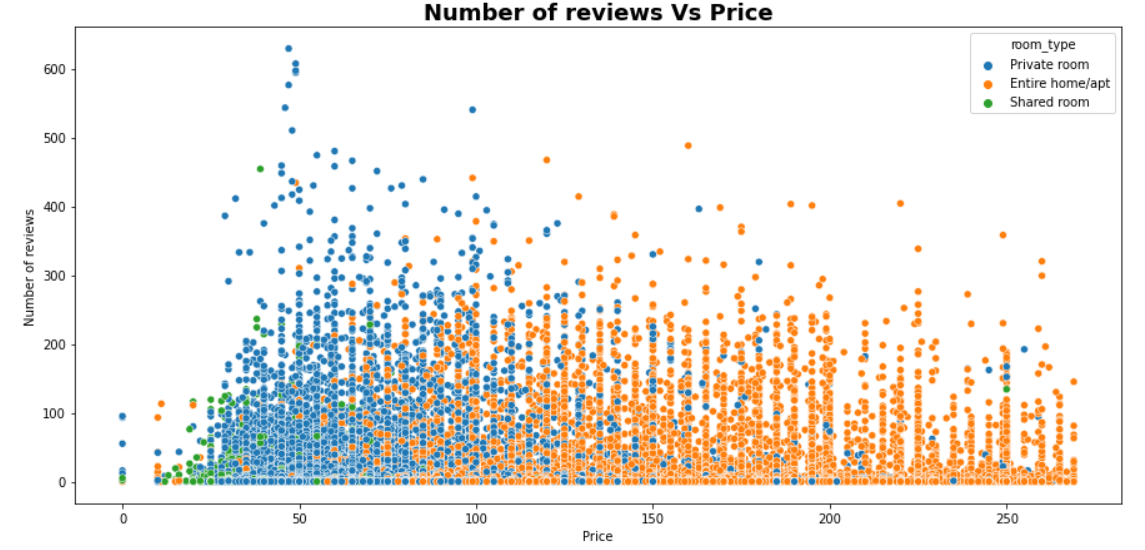 Number of reviews Vs Price
room_type
Private room
Entire home/apt
Shared room
Number of reviews
600
500
400
300
200
100
0
0 50 100 150 200 250
Price